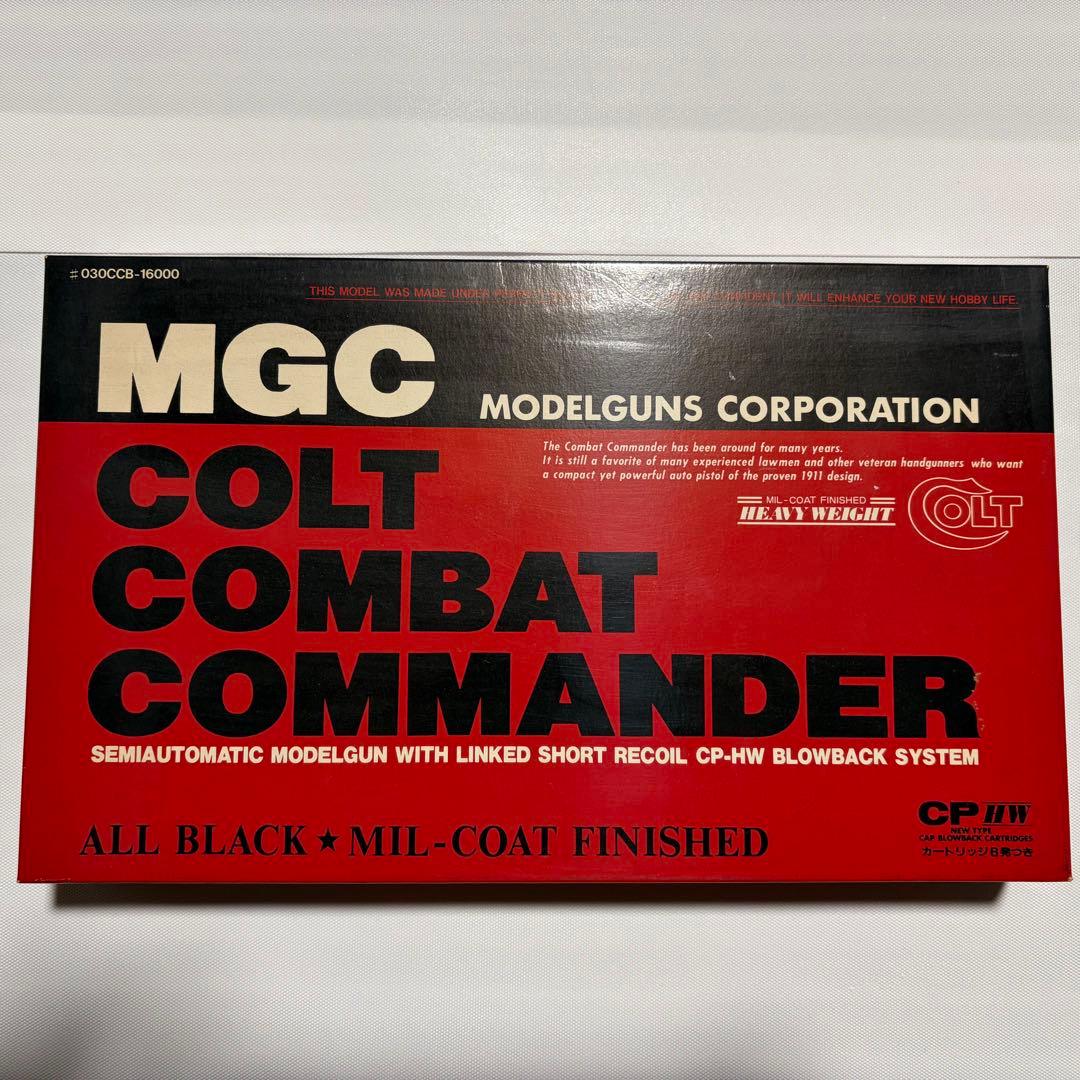 ♯030CCB-16000
THIS MODEL WAS MADE UNDER PERFECT IT WILL ENHANCE YOUR NEW HOBBY LIFE.
MGC
MODELGUNS CORPORATION
COLT
COMBAT
COMMANDER
The Combat Commander has been around for many years.
It is still a favorite of many experienced lawmen and other veteran handgunners who want
a compact yet powerful auto pistol of the proven 1911 design.
MIL-COAT FINISHED
HEAVY WEIGHT
COLT
SEMIAUTOMATIC MODELGUN WITH LINKED SHORT RECOIL CP-HW BLOWBACK SYSTEM
ALL BLACK ★ MIL-COAT FINISHED
CP HW
NEW TYPE
CAP BLOWBACK CARTRIDGES
カートリッジ8発つき